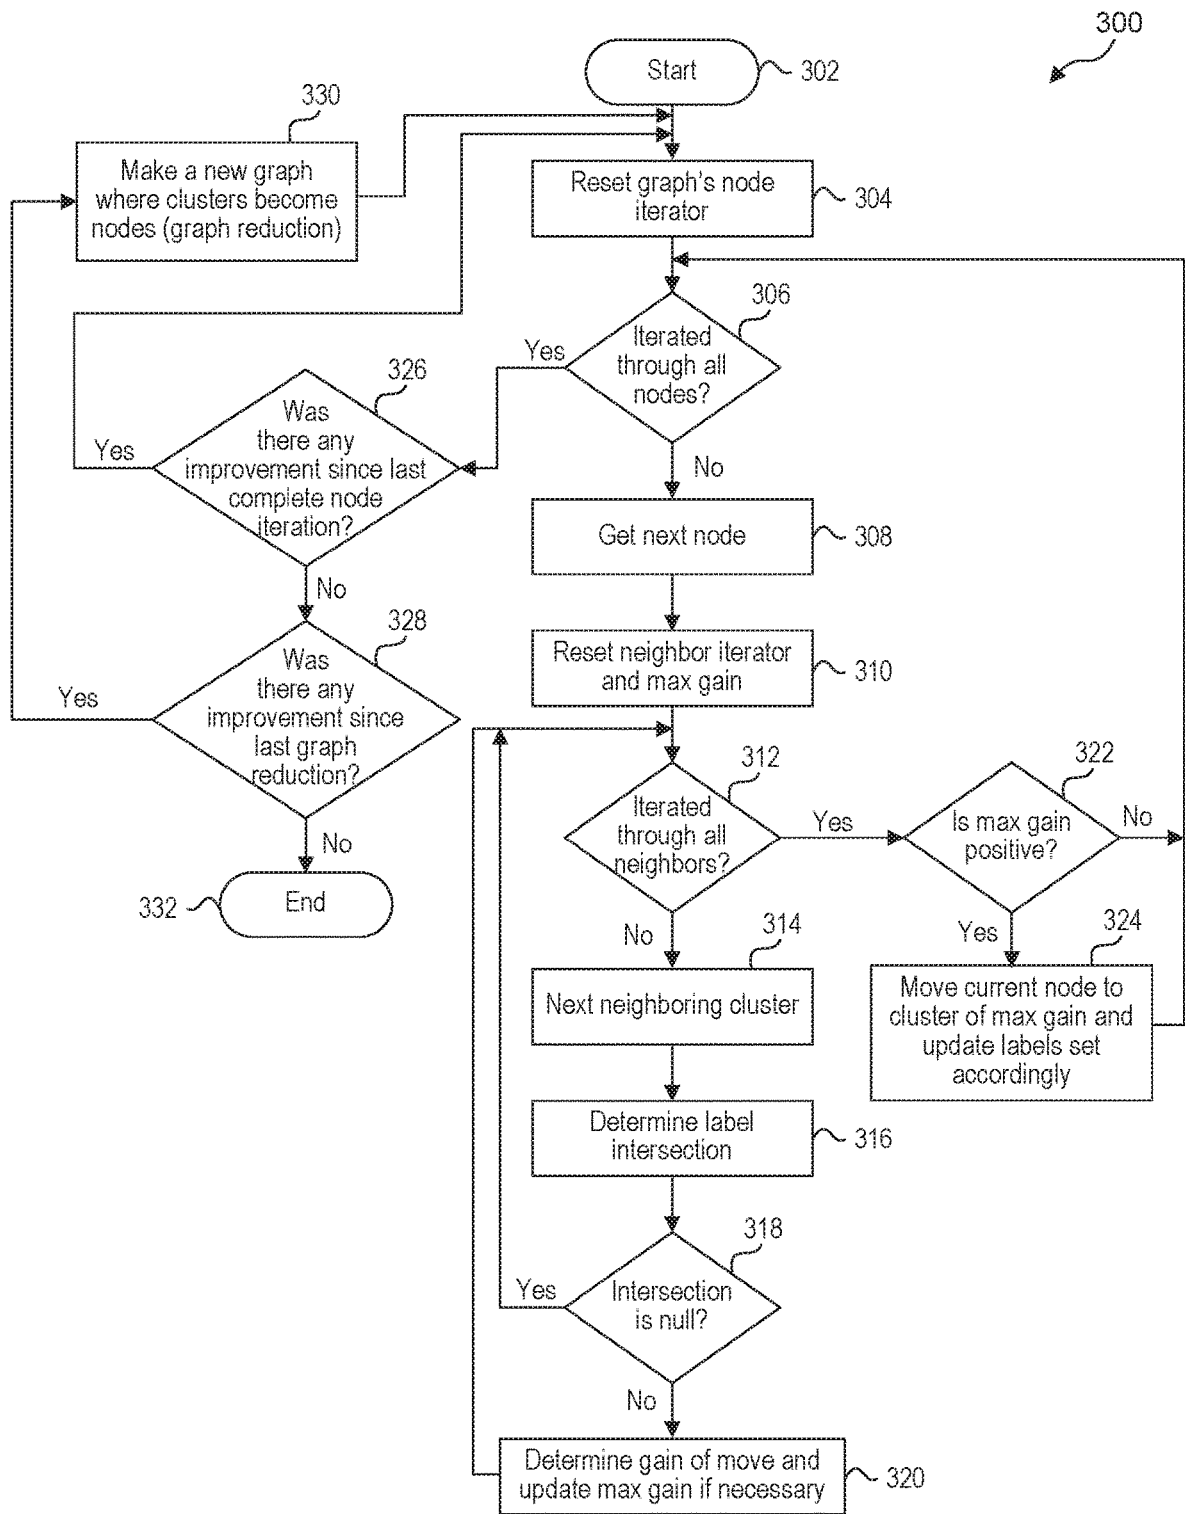 300
Start
302
330
Make a new graph
where clusters become
nodes (graph reduction)
Reset graph's node
iterator
304
306
Iterated
through all
nodes?
Yes
No
326
Was
there any
improvement since last
complete node
iteration?
Yes
No
Get next node
308
328
Was
there any
improvement since
last graph
reduction?
Yes
No
Reset neighbor iterator
and max gain
310
312
Iterated
through all
neighbors?
Yes
No
322
Is max gain
positive?
No
Yes
332
End
314
Next neighboring cluster
324
Move current node to
cluster of max gain and
update labels set
accordingly
Determine label
intersection
316
318
Intersection
is null?
Yes
No
Determine gain of move and
update max gain if necessary
320